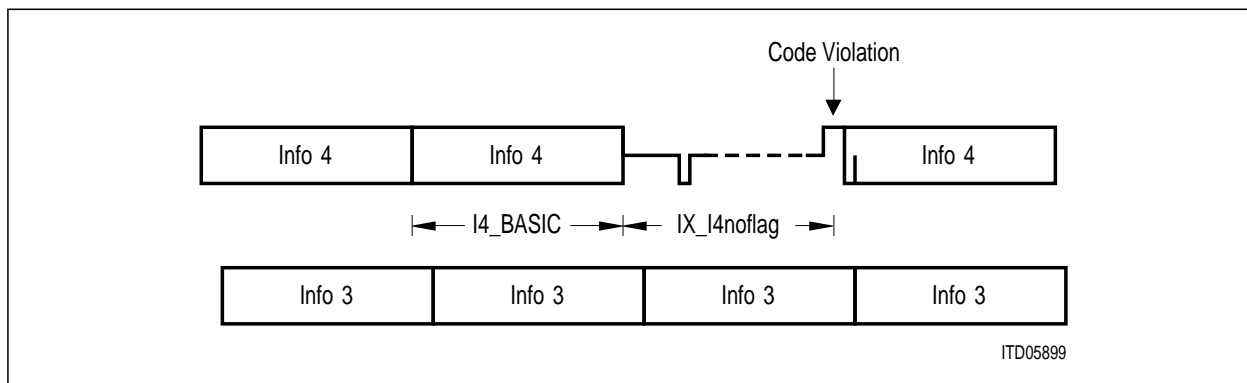 Code Violation
Info 4 Info 4 Info 4
I4_BASIC IX_I4noflag
Info 3 Info 3 Info 3 Info 3
ITD05899